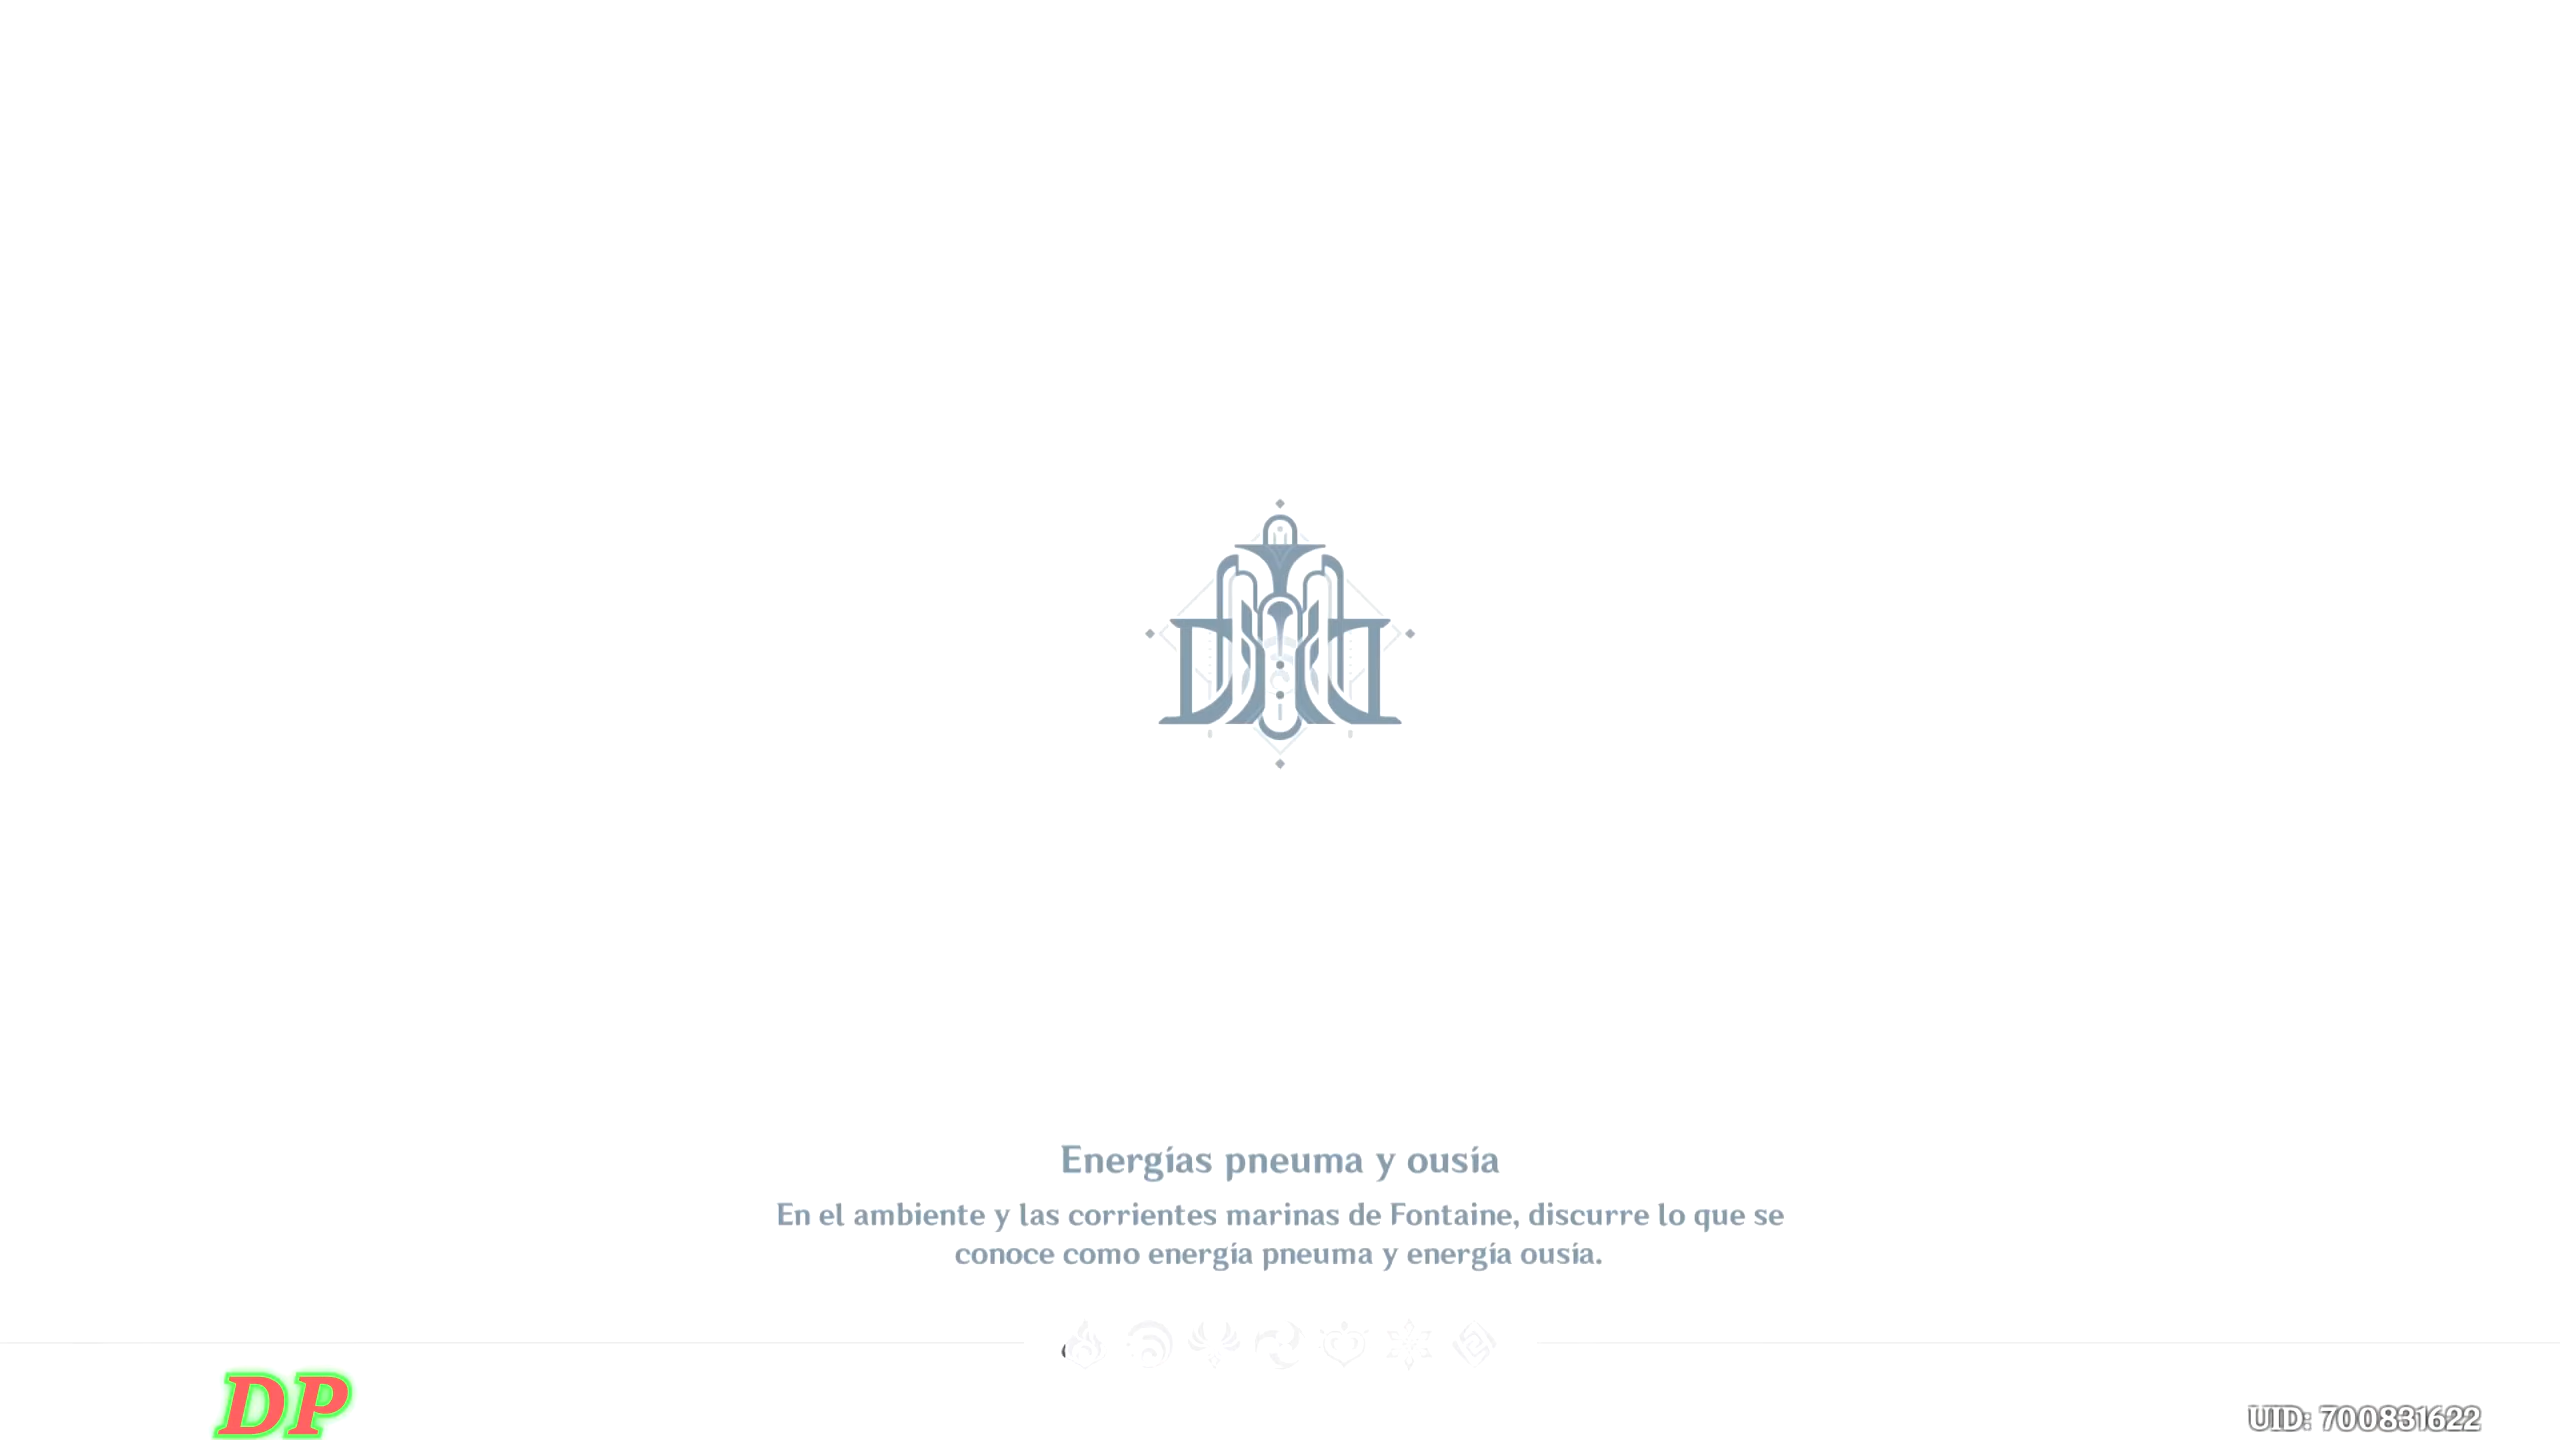 Energías pneuma y ousía
En el ambiente y las corrientes marinas de Fontaine, discurre lo que se
conoce como energía pneuma y energía ousía.
DP
UID: 700831622